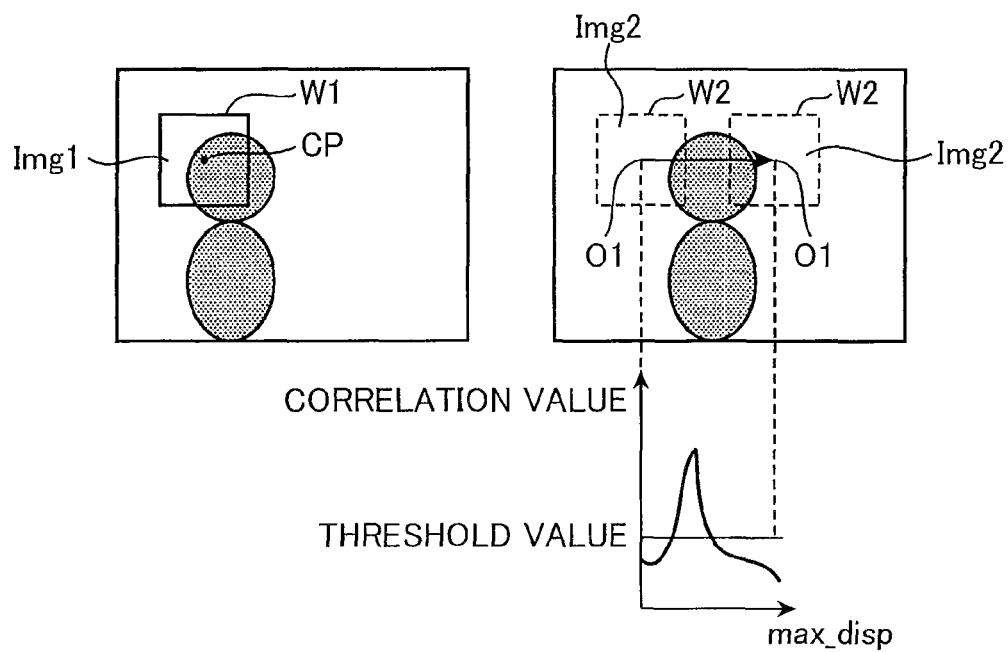 Img2
W1
W2
W2
Img1
CP
Img2
O1
O1
CORRELATION VALUE
THRESHOLD VALUE
max_disp